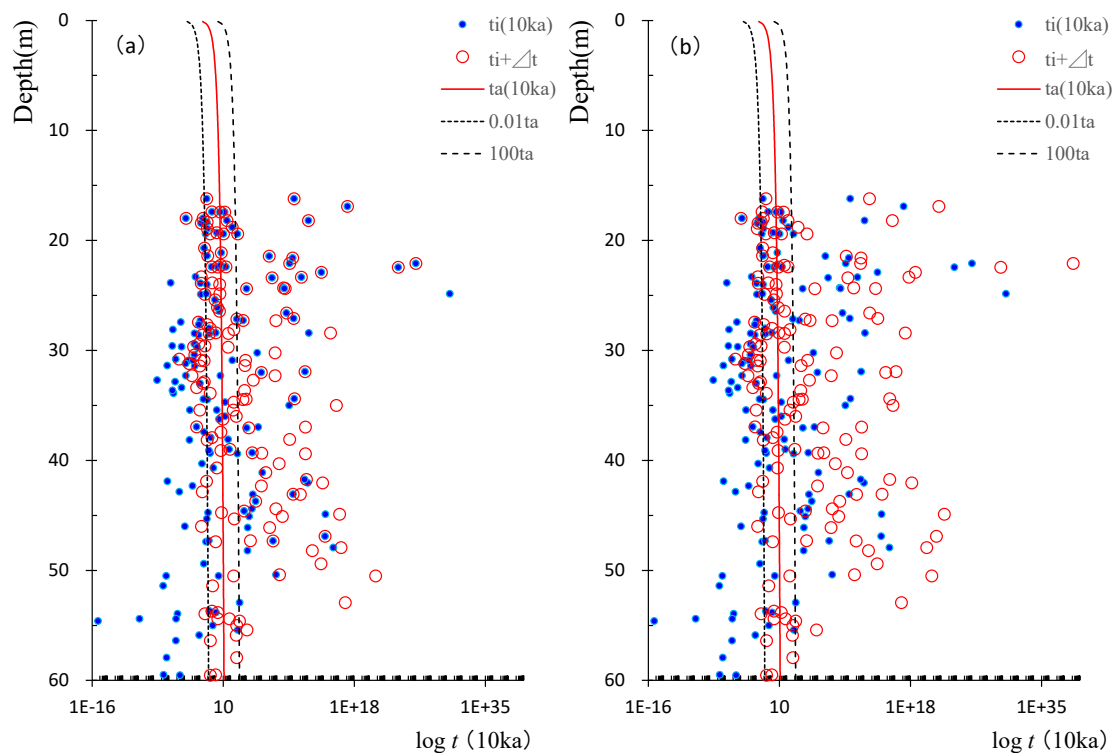 Depth(m)
0
10
20
30
40
50
60
(a)
ti(10ka)
ti+⊿t
ta(10ka)
0.01ta
100ta
1E-16
10
1E+18
1E+35
log t (10ka)
Depth(m)
0
10
20
30
40
50
60
(b)
ti(10ka)
ti+⊿t
ta(10ka)
0.01ta
100ta
1E-16
10
1E+18
1E+35
log t (10ka)